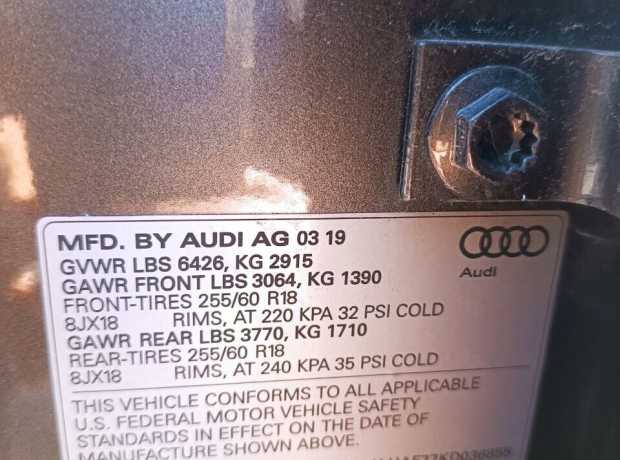 MFD. BY AUDI AG 03 19
Audi
GVWR LBS 6426, KG 2915
GAWR FRONT LBS 3064, KG 1390
FRONT-TIRES 255/60 R18
8JX18 RIMS, AT 220 KPA 32 PSI COLD
GAWR REAR LBS 3770, KG 1710
REAR-TIRES 255/60 R18
8JX18 RIMS, AT 240 KPA 35 PSI COLD
THIS VEHICLE CONFORMS TO ALL APPLICABLE
U.S. FEDERAL MOTOR VEHICLE SAFETY
STANDARDS IN EFFECT ON THE DATE OF
MANUFACTURE SHOWN ABOVE.